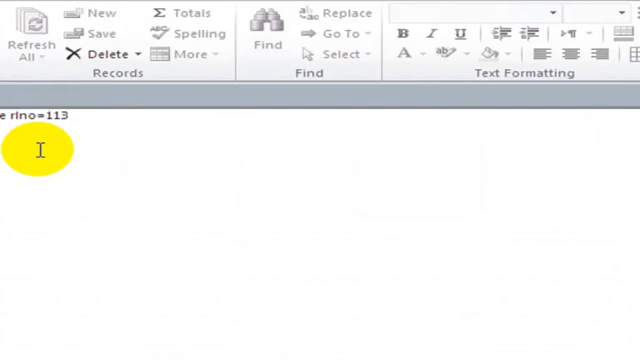 New Σ Totals Replace
Refresh All Save Spelling Find Go To B I U
Delete More Select A ab
Records Find Text Formatting
e rlno=113